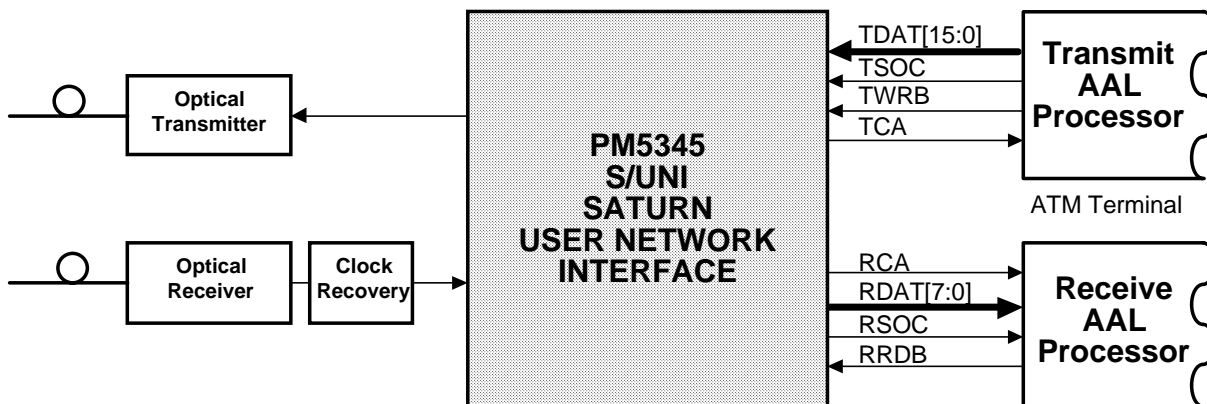 Optical
Transmitter
Optical
Receiver
Clock
Recovery
PM5345
S/UNI
SATURN
USER NETWORK
INTERFACE
TDAT[15:0]
TSOC
TWRB
TCA
Transmit
AAL
Processor
ATM Terminal
RCA
RDAT[7:0]
RSOC
RRDB
Receive
AAL
Processor